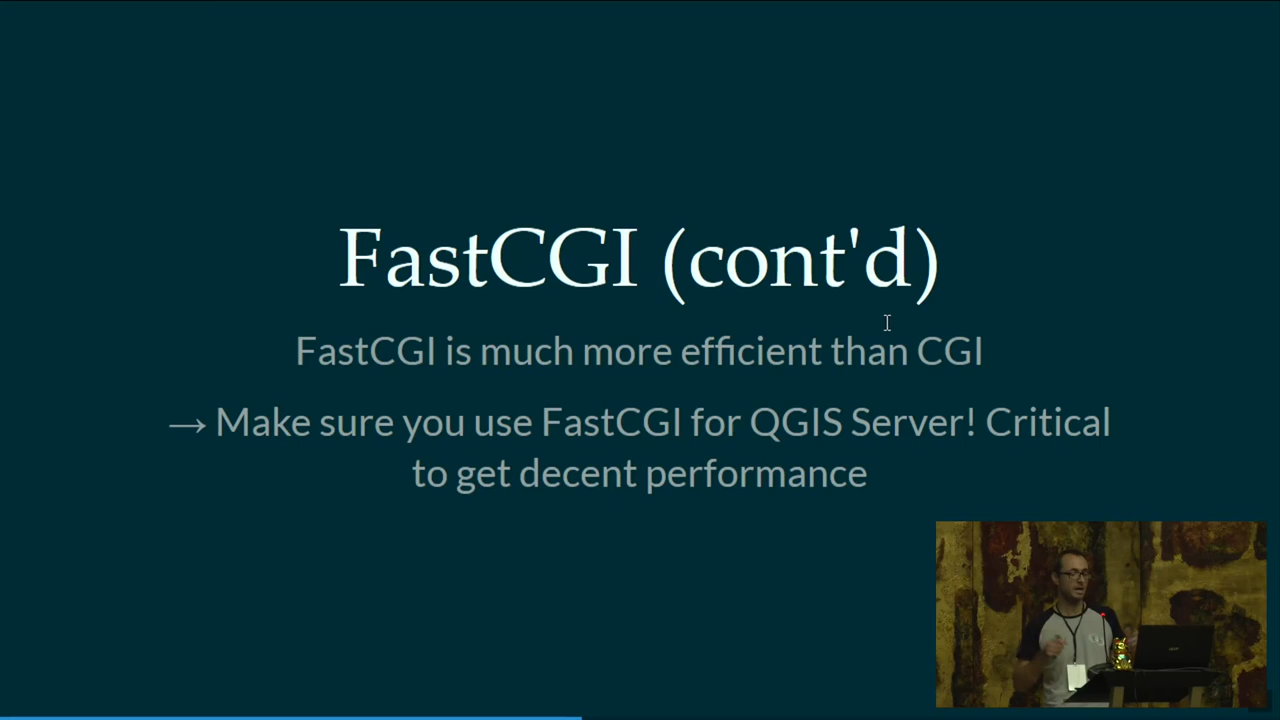 FastCGI (cont'd)
FastCGI is much more efficient than CGI
→ Make sure you use FastCGI for QGIS Server! Critical
to get decent performance